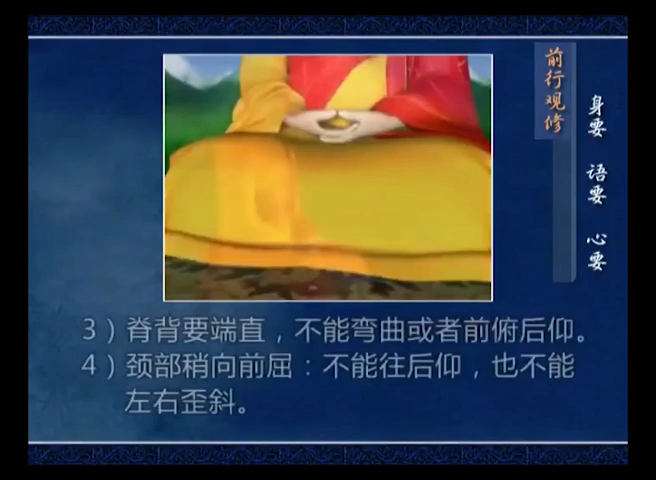 前行观修
身要 语要 心要
3）脊背要端直，不能弯曲或者前俯后仰。
4）颈部稍向前屈：不能往后仰，也不能
左右歪斜。